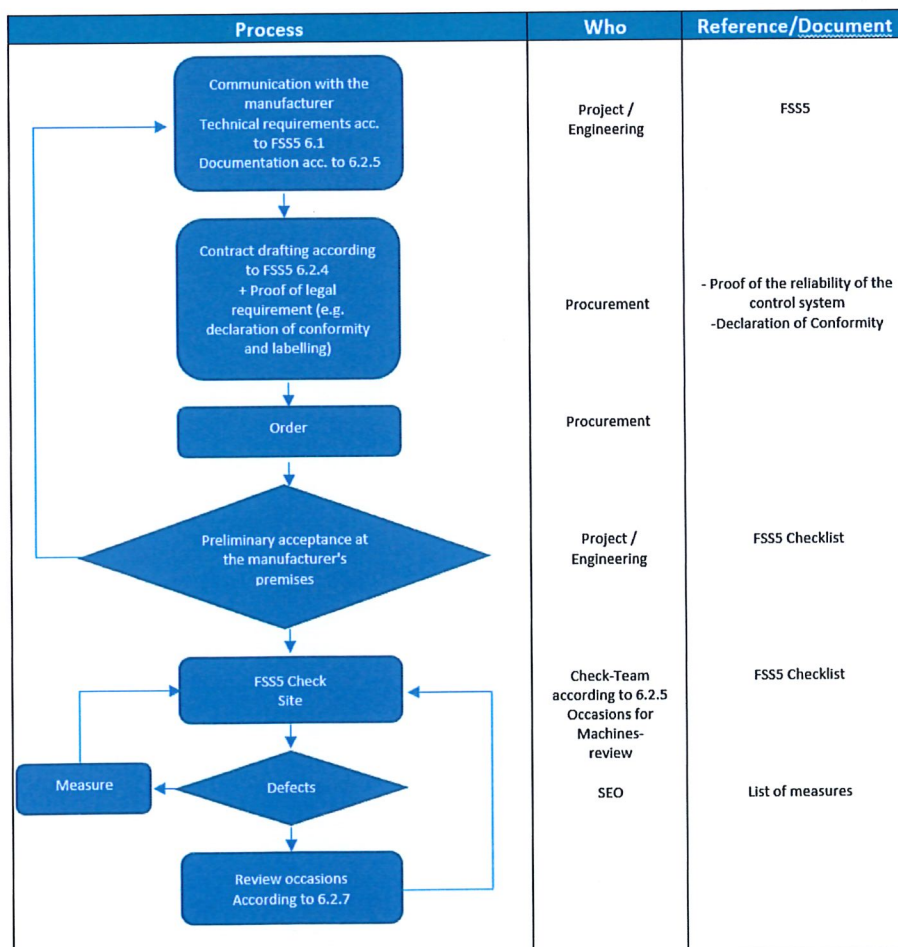 Process
Who
Reference/Document
Communication with the
manufacturer
Technical requirements acc.
to FSS5 6.1
Documentation acc. to 6.2.5
Project /
Engineering
FSS5
Contract drafting according
to FSS5 6.2.4
+ Proof of legal
requirement (e.g.
declaration of conformity
and labelling)
Procurement
- Proof of the reliability of the
control system
-Declaration of Conformity
Order
Procurement
Preliminary acceptance at
the manufacturer's
premises
Project /
Engineering
FSS5 Checklist
FSS5 Check
Site
Check-Team
according to 6.2.5
Occasions for
Machines-
review
FSS5 Checklist
Measure
Defects
SEO
List of measures
Review occasions
According to 6.2.7